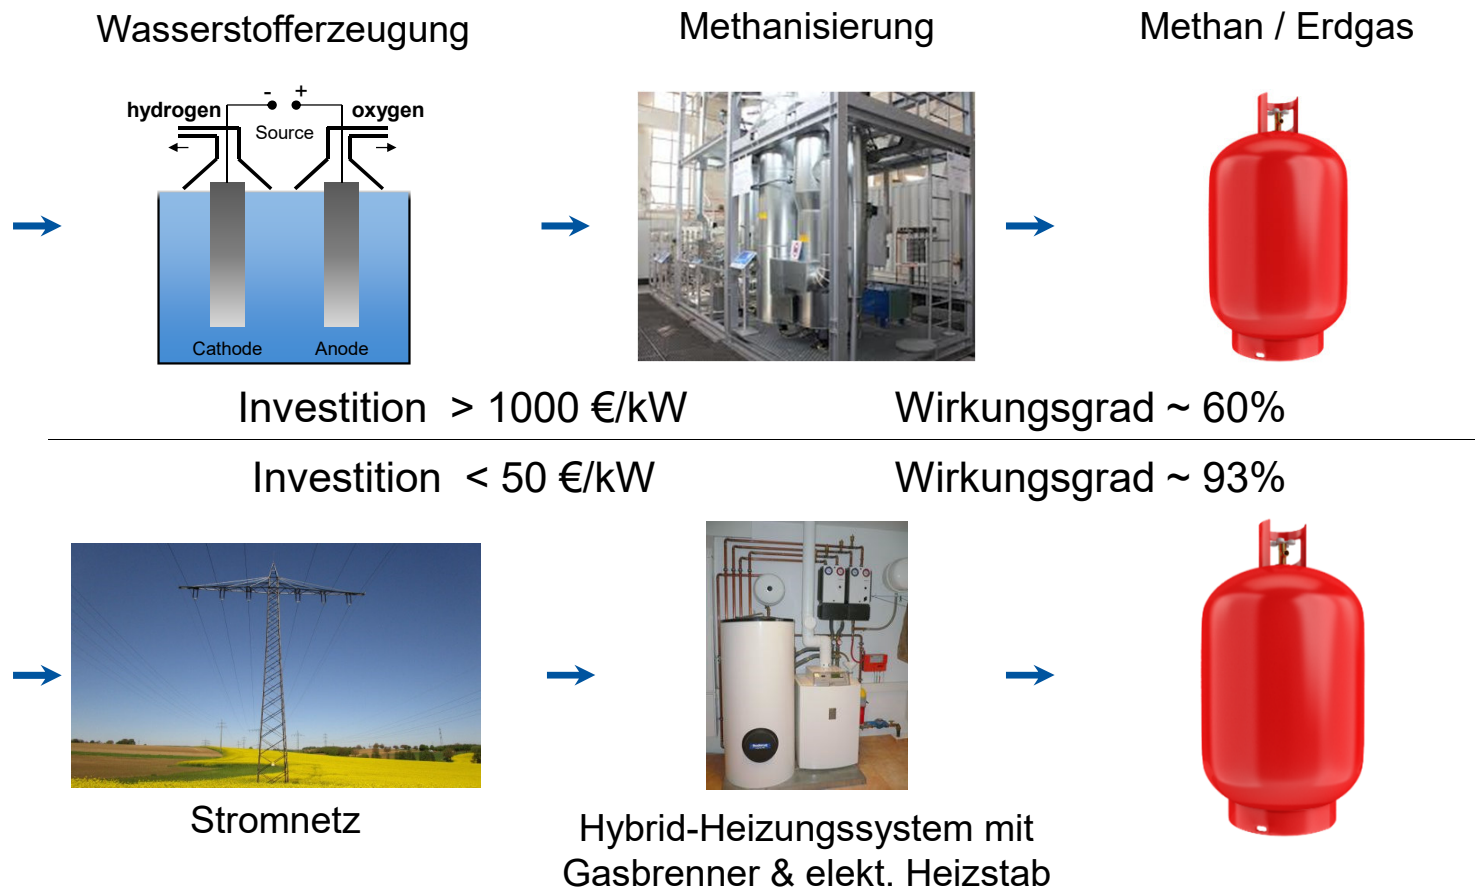 Wasserstofferzeugung
Methanisierung
Methan / Erdgas
- +
hydrogen
oxygen
Source
Cathode
Anode
Investition > 1000 €/kW
Wirkungsgrad ~ 60%
Investition < 50 €/kW
Wirkungsgrad ~ 93%
Stromnetz
Hybrid-Heizungssystem mit
Gasbrenner & elekt. Heizstab